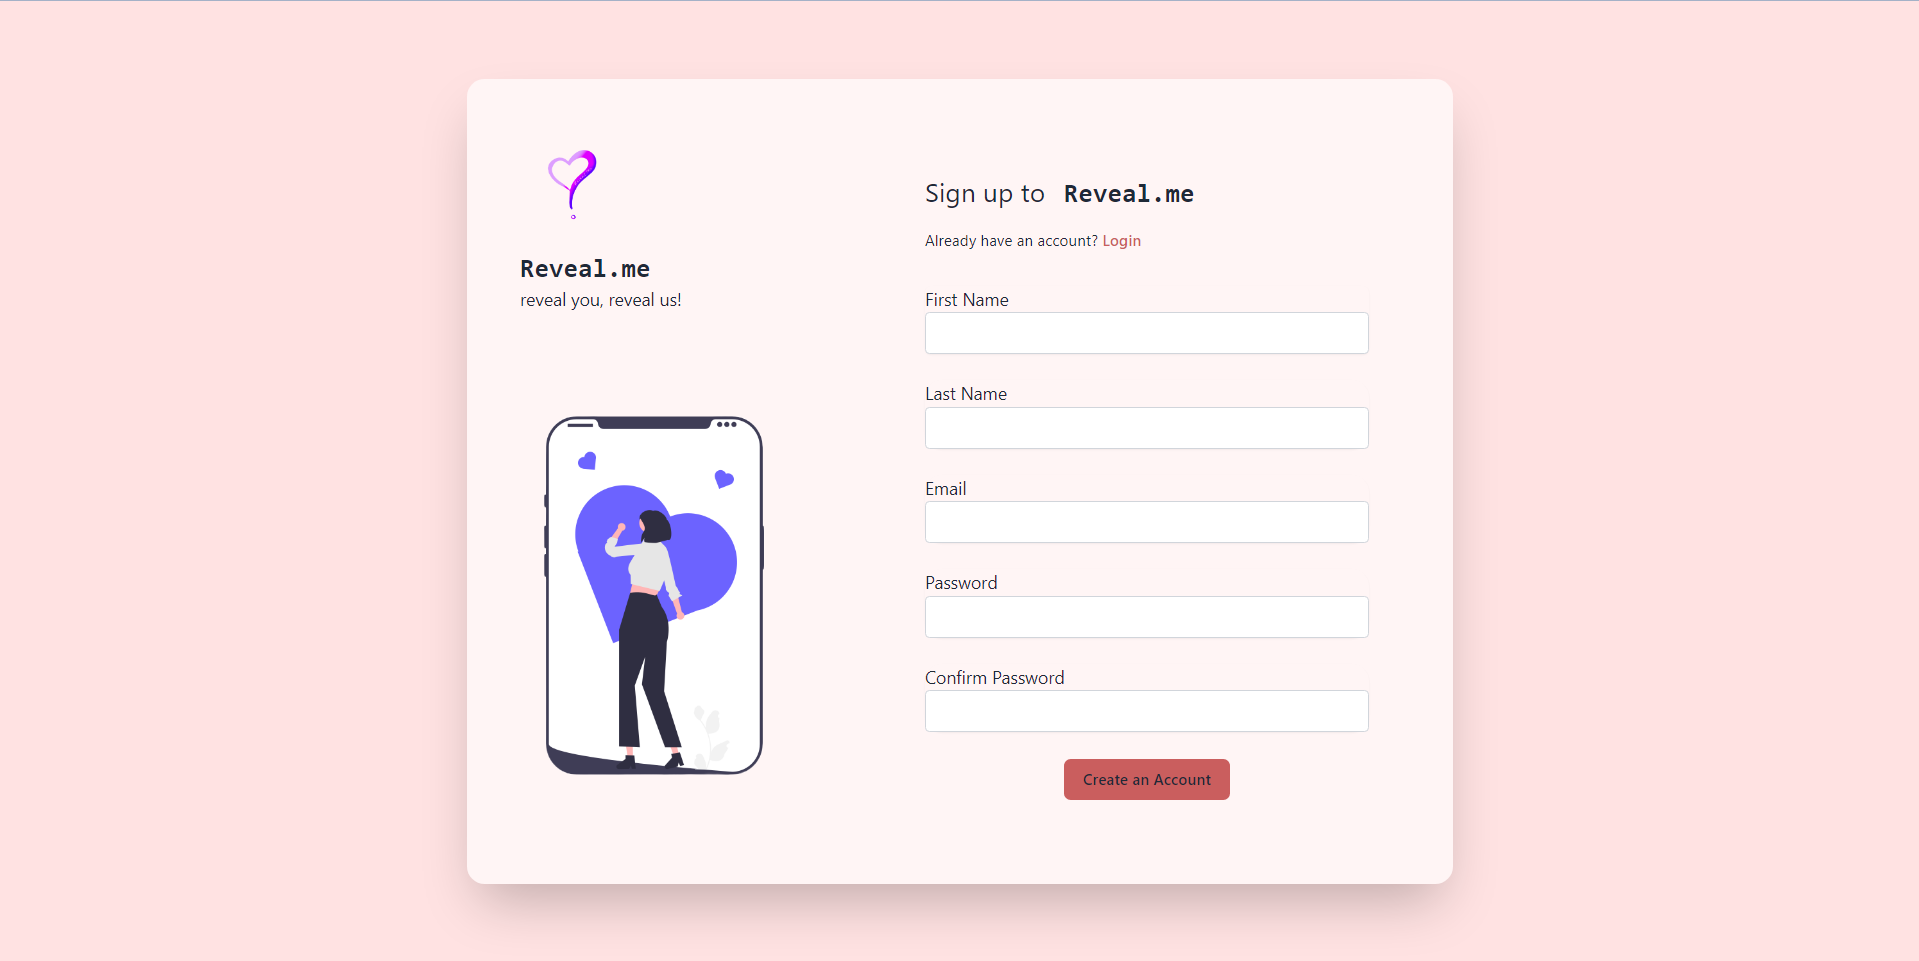 Reveal.me
reveal you, reveal us!
Sign up to Reveal.me
Already have an account? Login
First Name
Last Name
Email
Password
Confirm Password
Create an Account